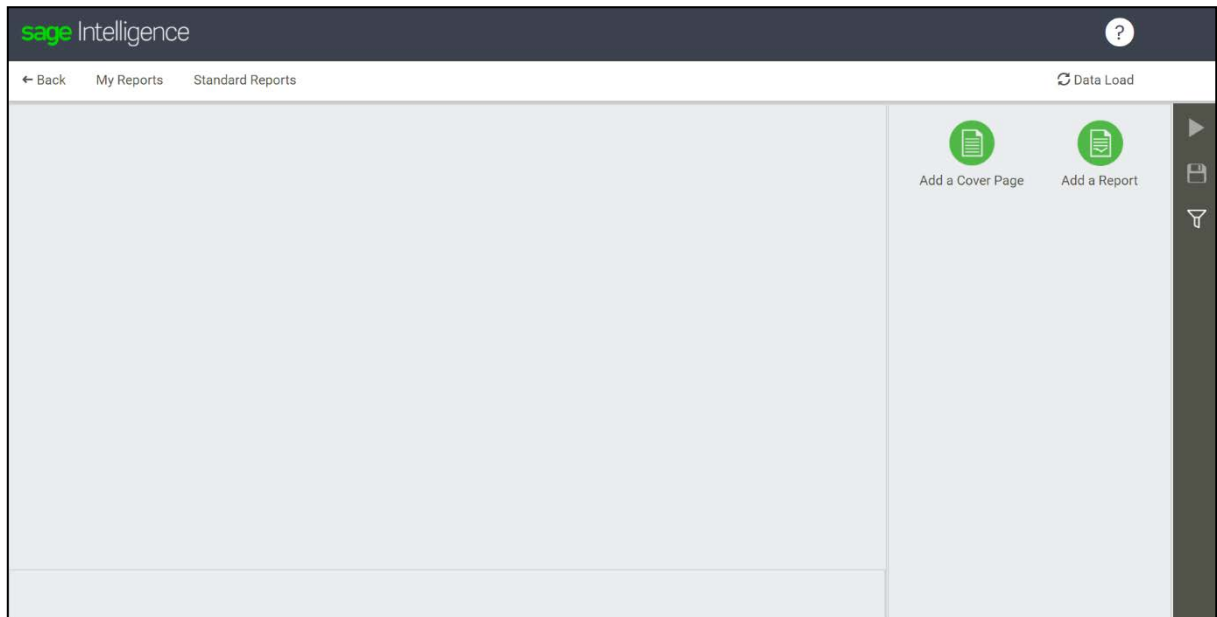 sage Intelligence
?
← Back My Reports Standard Reports Data Load
Add a Cover Page Add a Report